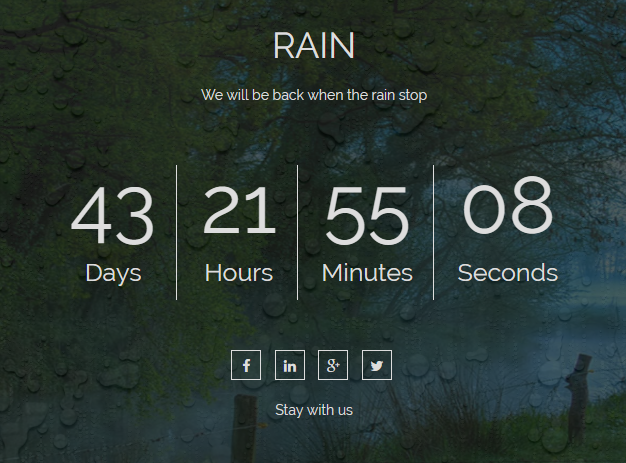 RAIN
We will be back when the rain stop
43 21 55 08
Days Hours Minutes Seconds
f in g+
Stay with us